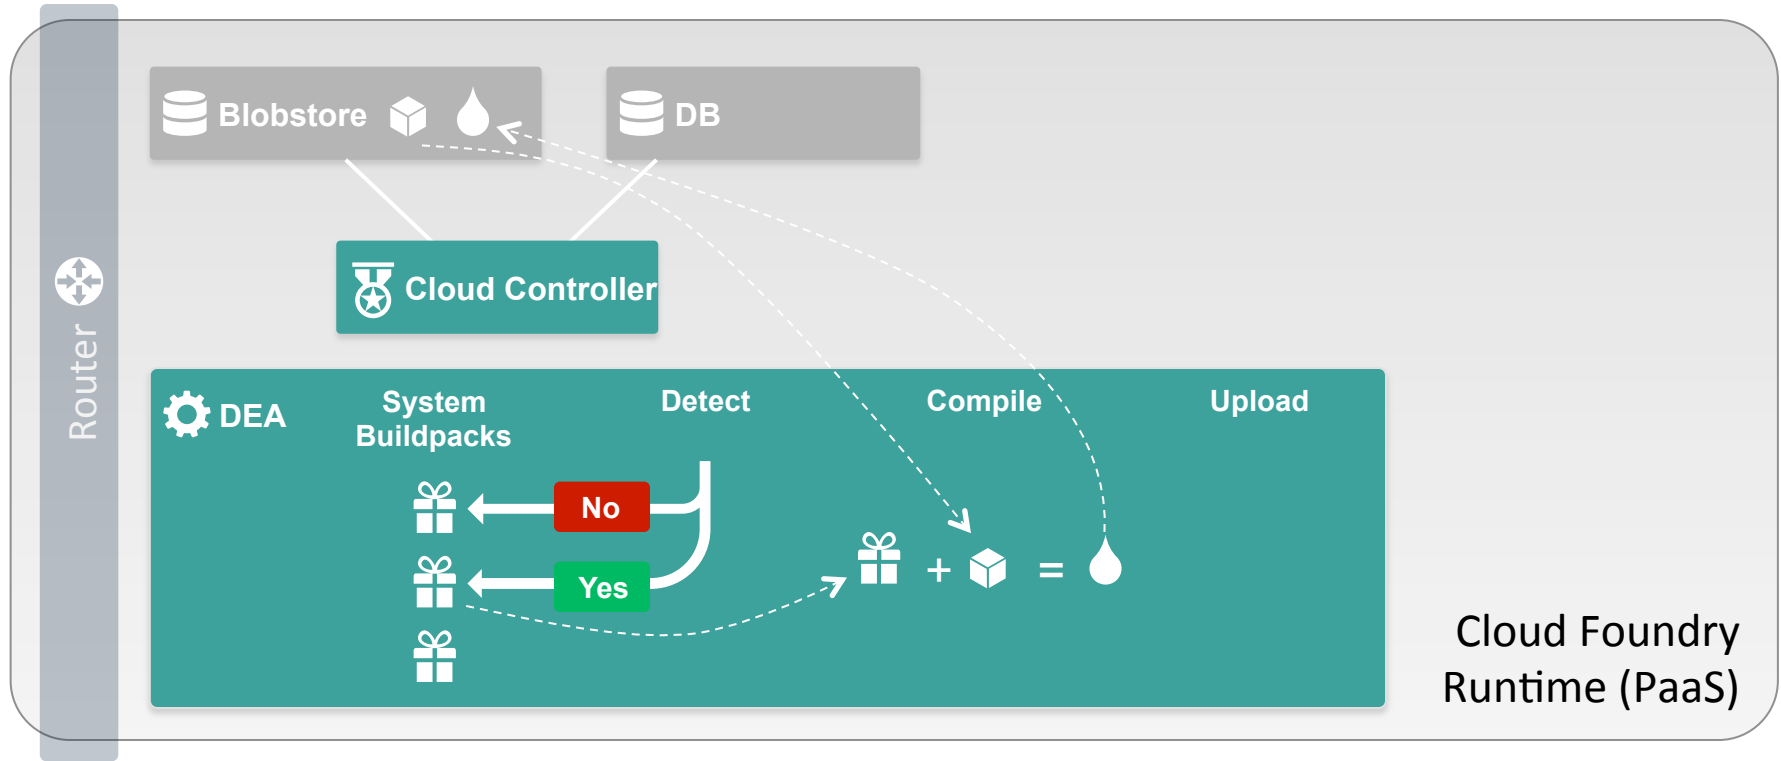 Router
Blobstore
DB
Cloud Controller
DEA
System
Buildpacks
Detect
Compile
Upload
No
Yes
+
=
Cloud Foundry
Runtime (PaaS)